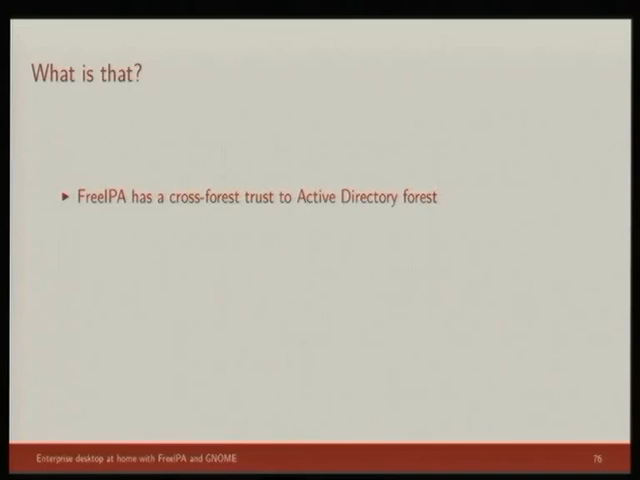 What is that?
▶ FreeIPA has a cross-forest trust to Active Directory forest
Enterprise desktop at home with FreeIPA and GNOME
76